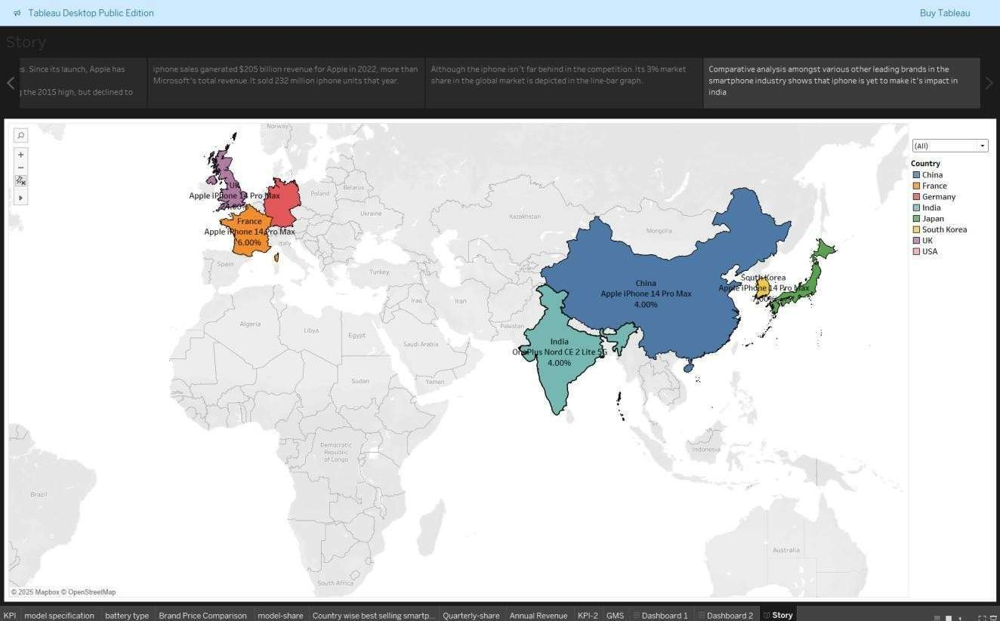 Tableau Desktop Public Edition
Buy Tableau
Story
s. Since its launch, Apple has
the 2015 high, but declined to
iphone sales ganerated $205 billion revenue for Apple in 2022, more than
Microsoft's total revenue. It sold 232 million iphone units that year.
Although the iphone isn't far behind in the competition. Its 3% market
share in the global market is depicted in the line-bar graph.
Comparative analysis amongst various other leading brands in the
smartphone industry shows that iphone is yet to make it's impact in
india
(All)
Country
China
France
Germany
India
Japan
South Korea
UK
USA
Norway
UK
Apple iPhone 14 Pro Max
Poland
Belarus
Ukraine
France
Apple iPhone 14 Pro Max
6.00%
Italy
Spain
Turkey
Kazakhstan
Mongolia
China
Apple iPhone 14 Pro Max
4.00%
South Korea
Apple iPhone 14 Pro Max
7.00%
Iraq
Iran
Pakistan
Algeria
Libya
Egypt
Saudi Arabia
India
OnePlus Nord CE 2 Lite 5G
4.00%
Sudan
Yemen
Democratic
Republic
of Congo
Indonesia
Brazil
Australia
South Africa
© 2025 Mapbox © OpenStreetMap
KPI
model specification
battery type
Brand Price Comparison
model-share
Country wise best selling smartp...
Quarterly-share
Annual Revenue
KPI-2
GMS
Dashboard 1
Dashboard 2
Story